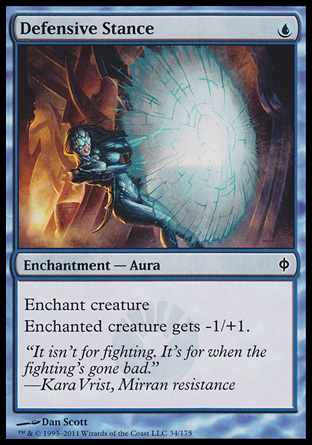 Defensive Stance
Enchantment — Aura
Enchant creature
Enchanted creature gets -1/+1.
“It isn’t for fighting. It’s for when the
fighting’s gone bad.”
—Kara Vrist, Mirran resistance
Dan Scott
™ & © 1993–2011 Wizards of the Coast LLC 34/175